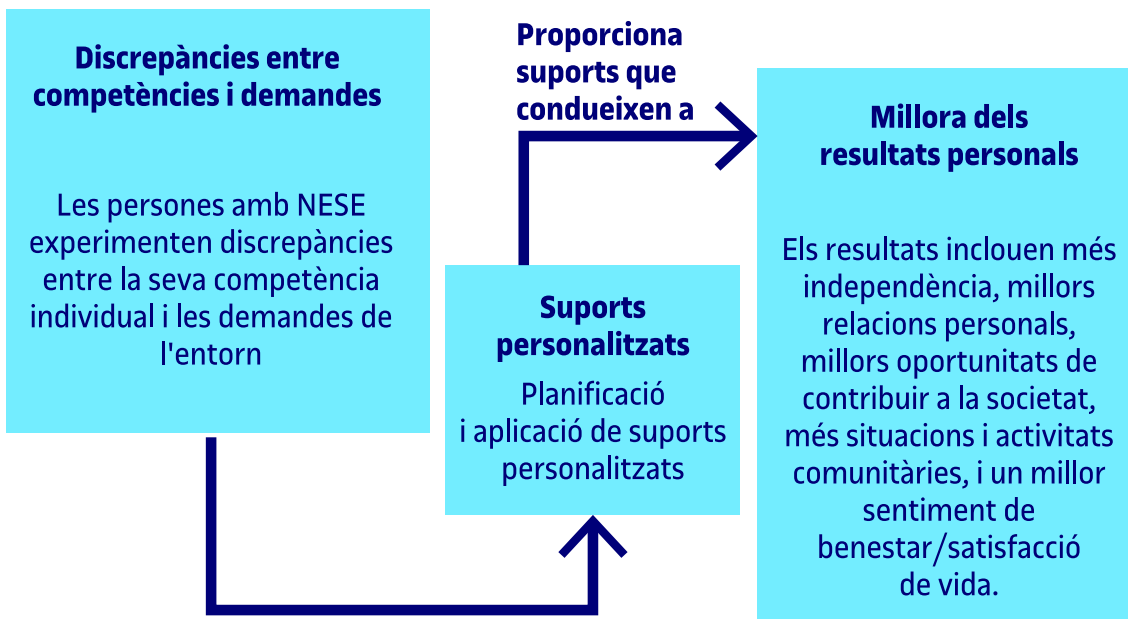 Discrepàncies entre
competències i demandes
Les persones amb NESE
experimenten discrepàncies
entre la seva competència
individual i les demandes de
l'entorn
Suports
personalitzats
Planificació
i aplicació de suports
personalitzats
Proporciona
suports que
condueixen a
Millora dels
resultats personals
Els resultats inclouen més
independència, millors
relacions personals,
millors oportunitats de
contribuir a la societat,
més situacions i activitats
comunitàries, i un millor
sentiment de
benestar/satisfacció
de vida.